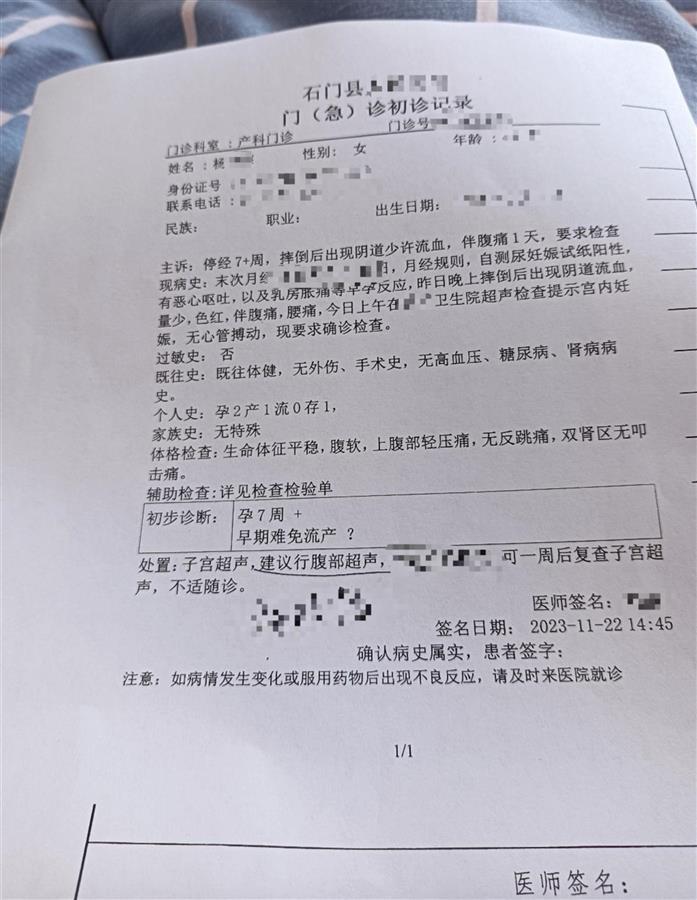 石门县
门（急）诊初诊记录
门诊科室：产科门诊 门诊号
姓名：杨 性别： 女 年龄：
身份证号
联系电话：
民族： 职业： 出生日期：
主诉：停经7+周，摔倒后出现阴道少许流血，伴腹痛1天，要求检查
现病史：末次月经 月经规则，自测尿妊娠试纸阳性，
有恶心呕吐，以及乳房胀痛等早孕反应，昨日晚上摔倒后出现阴道流血，
量少，色红，伴腹痛，腰痛，今日上午在 卫生院超声检查提示宫内妊
娠，无心管搏动，现要求确诊检查。
过敏史： 否
既往史：既往体健，无外伤、手术史，无高血压、糖尿病、肾病病
史。
个人史：孕2产1流0存1，
家族史：无特殊
体格检查：生命体征平稳，腹软，上腹部轻压痛，无反跳痛，双肾区无叩
击痛。
辅助检查：详见检查检验单
初步诊断： 孕7周 +
早期难免流产 ？
处置：子宫超声，建议行腹部超声， 可一周后复查子宫超
声，不适随诊。
医师签名：
签名日期： 2023-11-22 14:45
确认病史属实，患者签字：
注意： 如病情发生变化或服用药物后出现不良反应，请及时来医院就诊
1/1
医师签名：